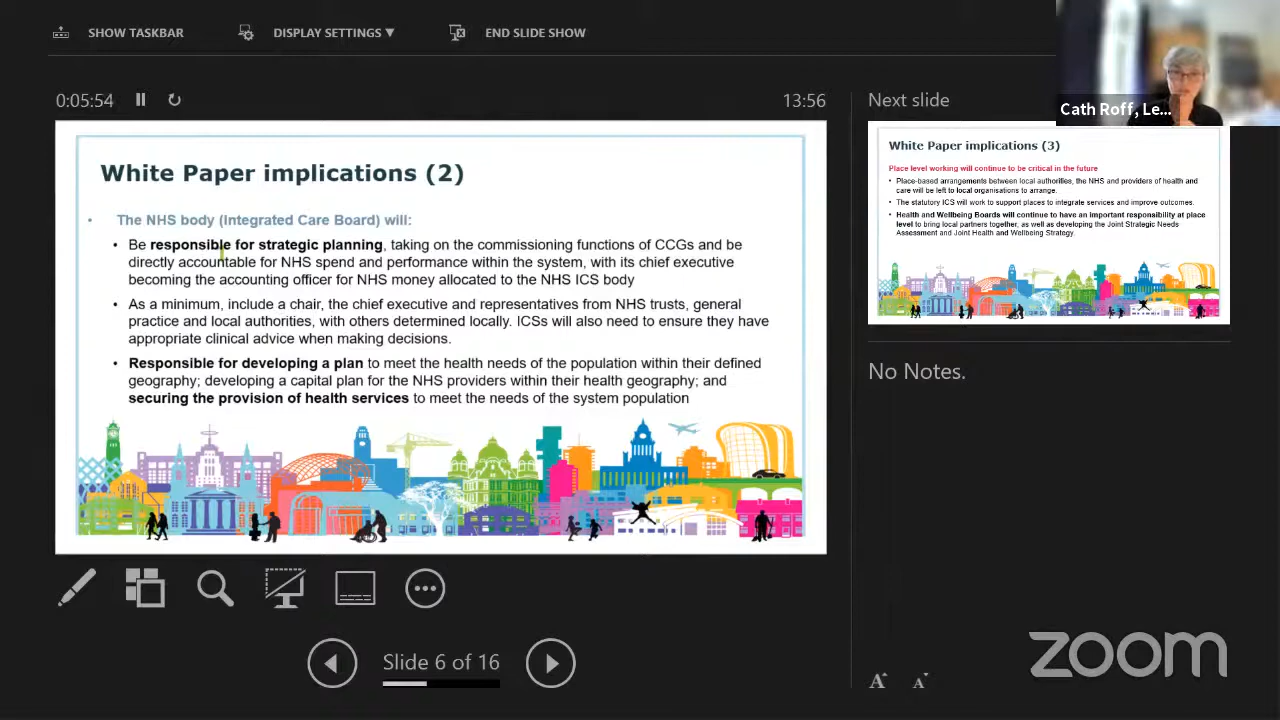 SHOW TASKBAR
DISPLAY SETTINGS ▼
END SLIDE SHOW
0:05:54
13:56
Next slide
Cath Roff, Le...
White Paper implications (2)
• The NHS body (Integrated Care Board) will:
• Be responsible for strategic planning, taking on the commissioning functions of CCGs and be
directly accountable for NHS spend and performance within the system, with its chief executive
becoming the accounting officer for NHS money allocated to the NHS ICS body
• As a minimum, include a chair, the chief executive and representatives from NHS trusts, general
practice and local authorities, with others determined locally. ICSs will also need to ensure they have
appropriate clinical advice when making decisions.
• Responsible for developing a plan to meet the health needs of the population within their defined
geography; developing a capital plan for the NHS providers within their health geography; and
securing the provision of health services to meet the needs of the system population
White Paper implications (3)
Place level working will continue to be critical in the future
• Place-based arrangements between local authorities, the NHS and providers of health and
care will be left to local organisations to arrange.
• The statutory ICS will work to support places to integrate services and improve outcomes.
• Health and Wellbeing Boards will continue to have an important responsibility at place
level to bring local partners together, as well as developing the Joint Strategic Needs
Assessment and Joint Health and Wellbeing Strategy.
No Notes.
Slide 6 of 16
A A
zoom